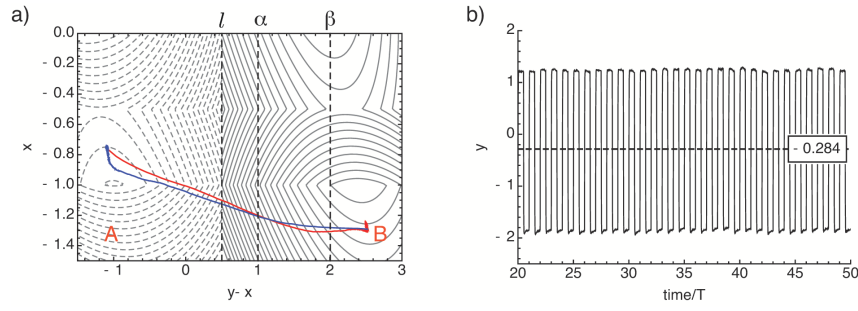 a)
l α β
0.0
- 0.2
- 0.4
- 0.6
- 0.8
- 1.0
- 1.2
- 1.4
x
A
B
- 1 0 1 2 3
y- x
b)
2
1
0
- 1
- 2
y
- 0.284
20 25 30 35 40 45 50
time/T